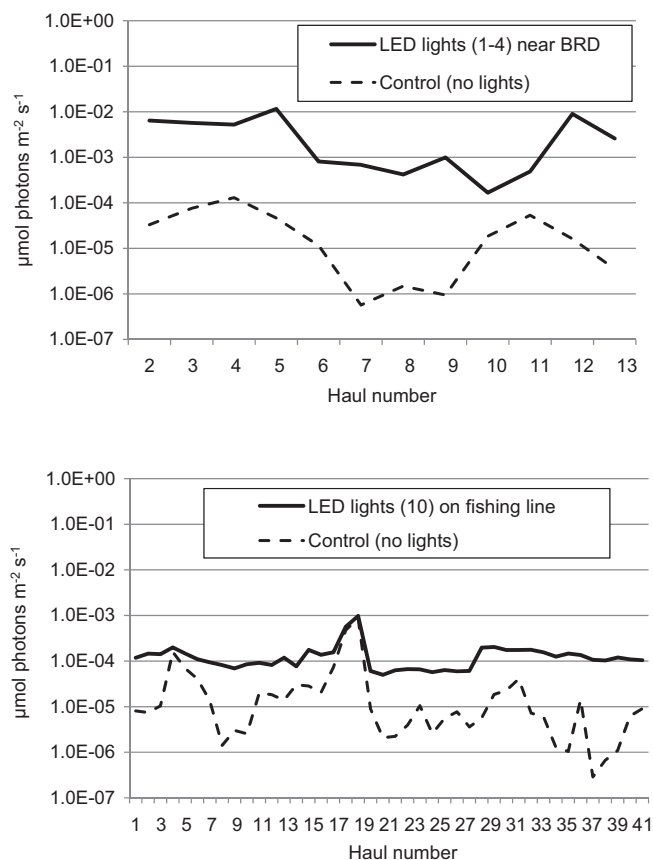 1.0E+00
1.0E-01
1.0E-02
1.0E-03
1.0E-04
1.0E-05
1.0E-06
1.0E-07
µmol photons m-2 s-1
LED lights (1-4) near BRD
Control (no lights)
2 3 4 5 6 7 8 9 10 11 12 13
Haul number
1.0E+00
1.0E-01
1.0E-02
1.0E-03
1.0E-04
1.0E-05
1.0E-06
1.0E-07
µmol photons m-2 s-1
LED lights (10) on fishing line
Control (no lights)
1 3 5 7 9 11 13 15 17 19 21 23 25 27 29 31 33 35 37 39 41
Haul number